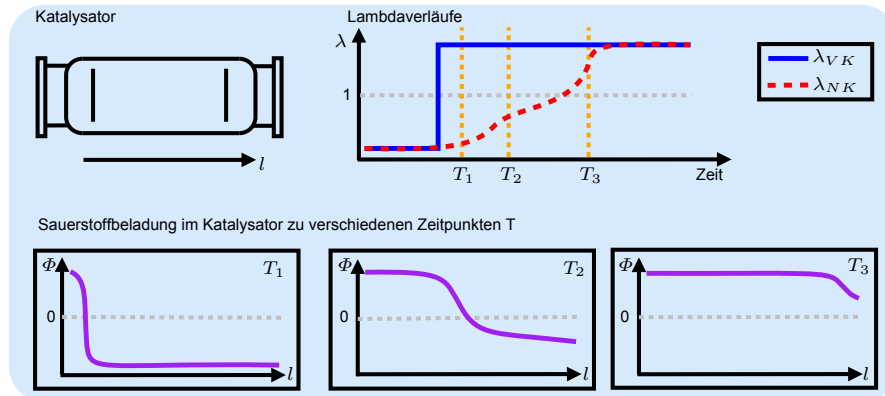 Katalysator
Lambdaverläufe
λ
1
λVK
λNK
T1
T2
T3
Zeit
l
Sauerstoffbeladung im Katalysator zu verschiedenen Zeitpunkten T
Φ
T1
0
l
Φ
T2
0
l
Φ
T3
0
l